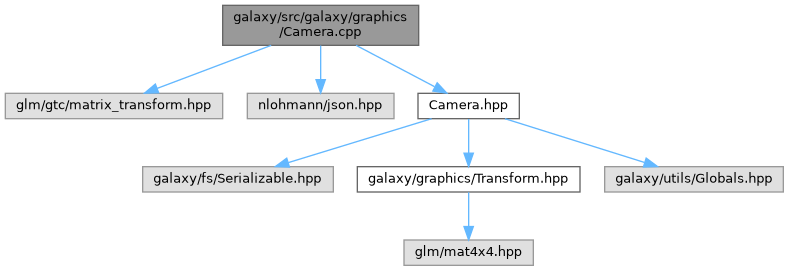 galaxy/src/galaxy/graphics
/Camera.cpp
glm/gtc/matrix_transform.hpp
nlohmann/json.hpp
Camera.hpp
galaxy/fs/Serializable.hpp
galaxy/graphics/Transform.hpp
galaxy/utils/Globals.hpp
glm/mat4x4.hpp